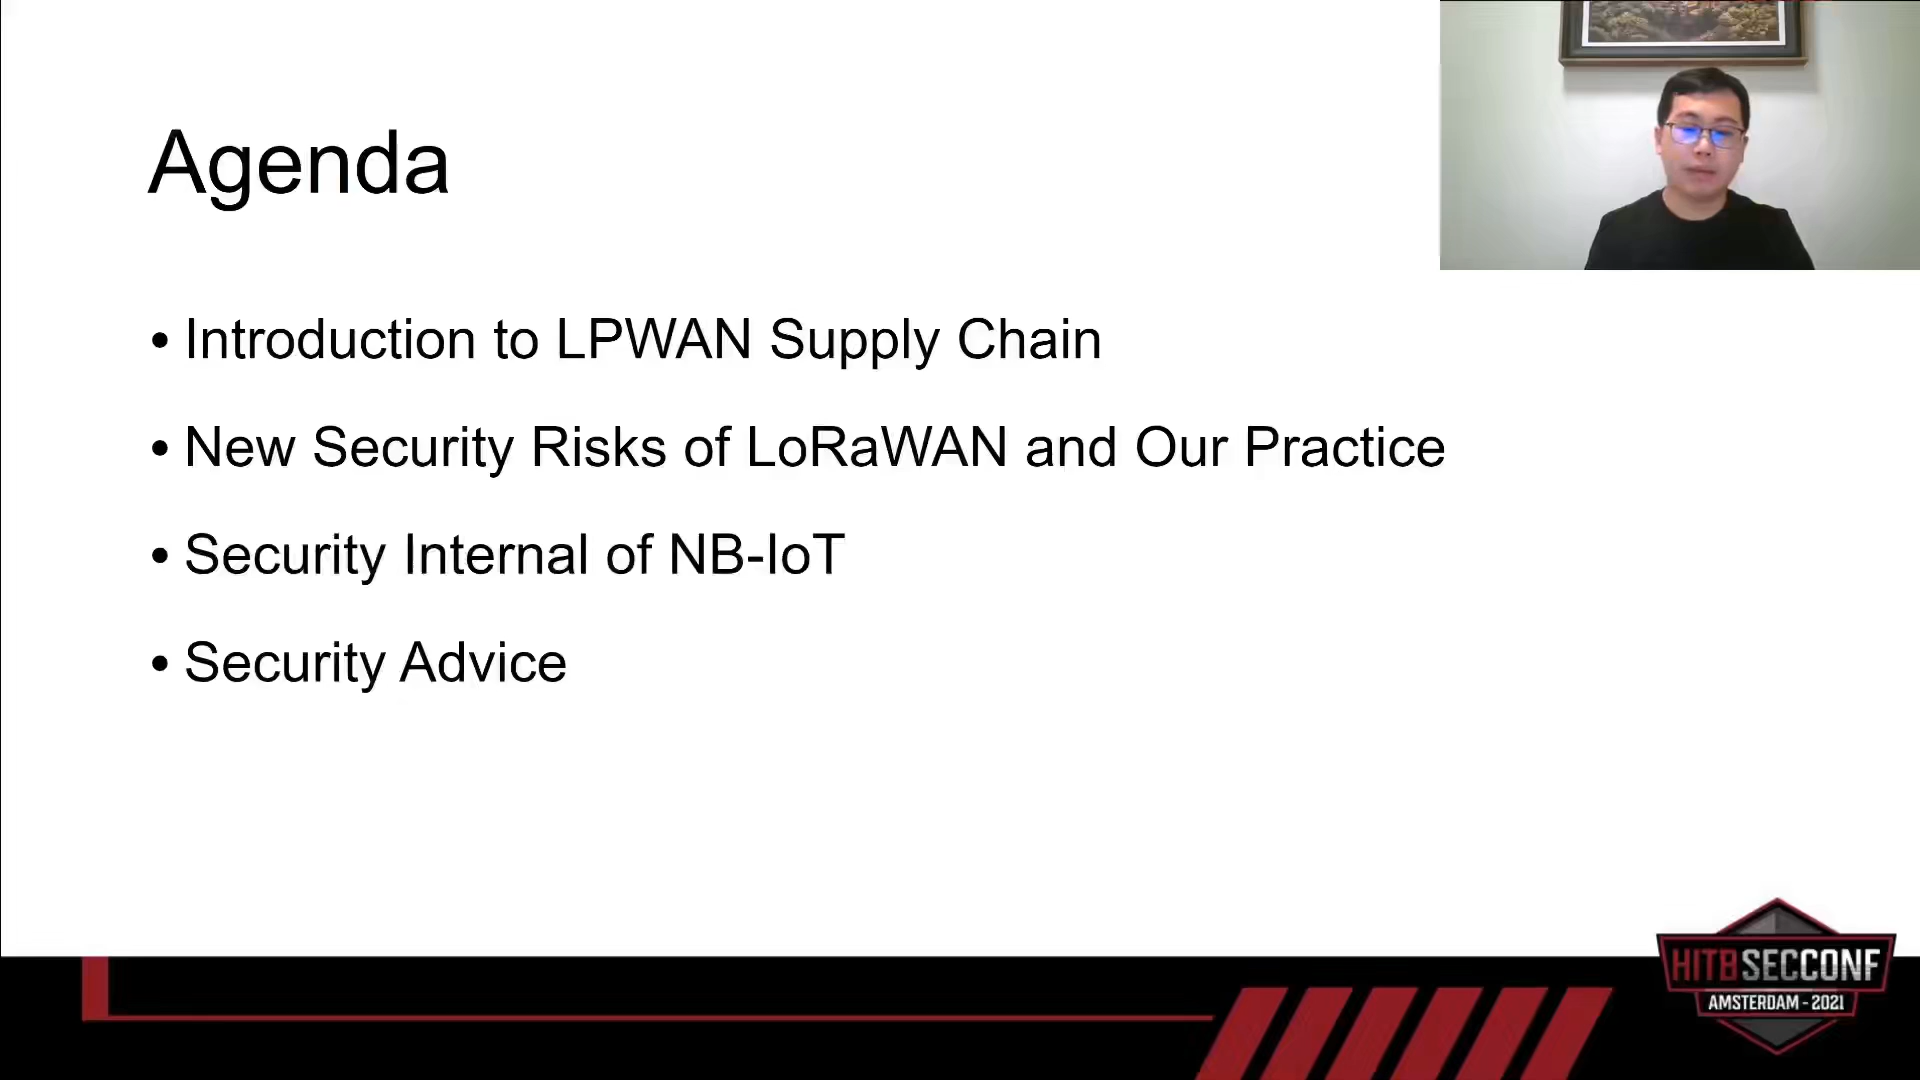 Agenda
• Introduction to LPWAN Supply Chain
• New Security Risks of LoRaWAN and Our Practice
• Security Internal of NB-IoT
• Security Advice
HITBSECCONF
AMSTERDAM - 2021